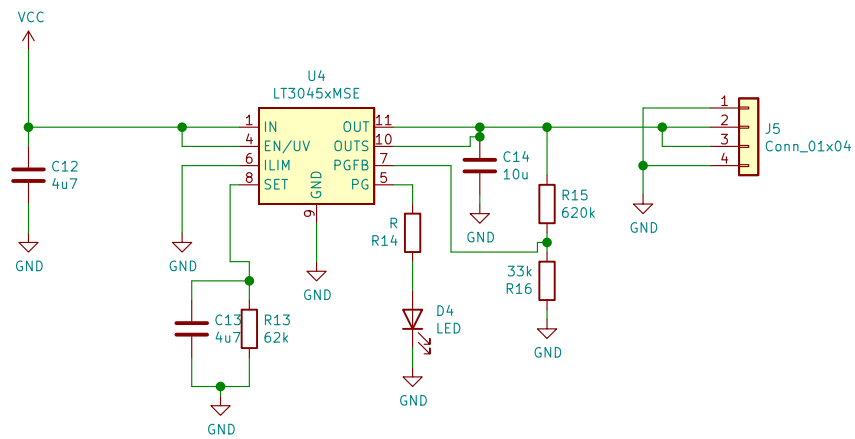 VCC
U4
LT3045xMSE
1 IN OUT 11
4 EN/UV OUTS 10
6 ILIM PGFB 7
8 SET PG 5
GND
9
C12
4u7
GND
GND
GND
C13
4u7
R13
62k
GND
R
R14
D4
LED
GND
C14
10u
GND
R15
620k
33k
R16
GND
1
2
3
4
J5
Conn_01x04
GND